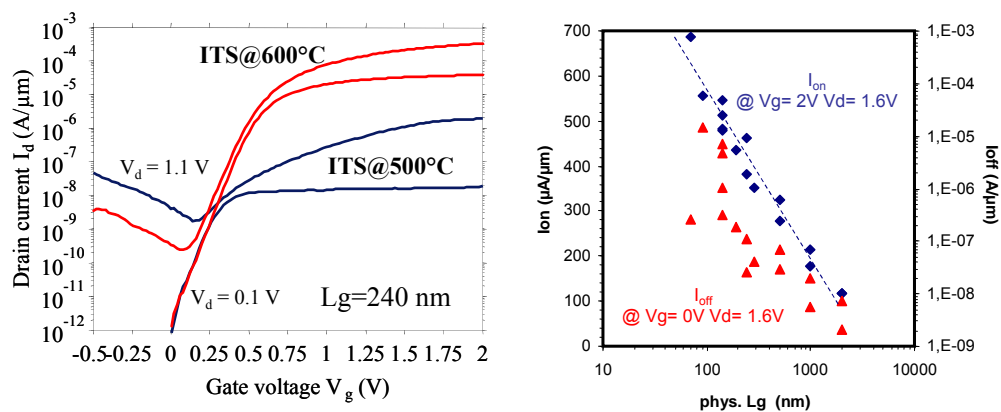 10⁻³
10⁻⁴
10⁻⁵
10⁻⁶
10⁻⁷
10⁻⁸
10⁻⁹
10⁻¹⁰
10⁻¹¹
10⁻¹²
Drain current I_d (A/µm)
ITS@600°C
V_d = 1.1 V
ITS@500°C
V_d = 0.1 V
Lg=240 nm
-0.5 -0.25 0 0.25 0.5 0.75 1 1.25 1.5 1.75 2
Gate voltage V_g (V)
700
600
500
400
300
200
100
0
Ion (µA/µm)
I_on
@ Vg= 2V Vd= 1.6V
I_off
@ Vg= 0V Vd= 1.6V
1,E-03
1,E-04
1,E-05
1,E-06
1,E-07
1,E-08
1,E-09
Ioff (A/µm)
10 100 1000 10000
phys. Lg (nm)